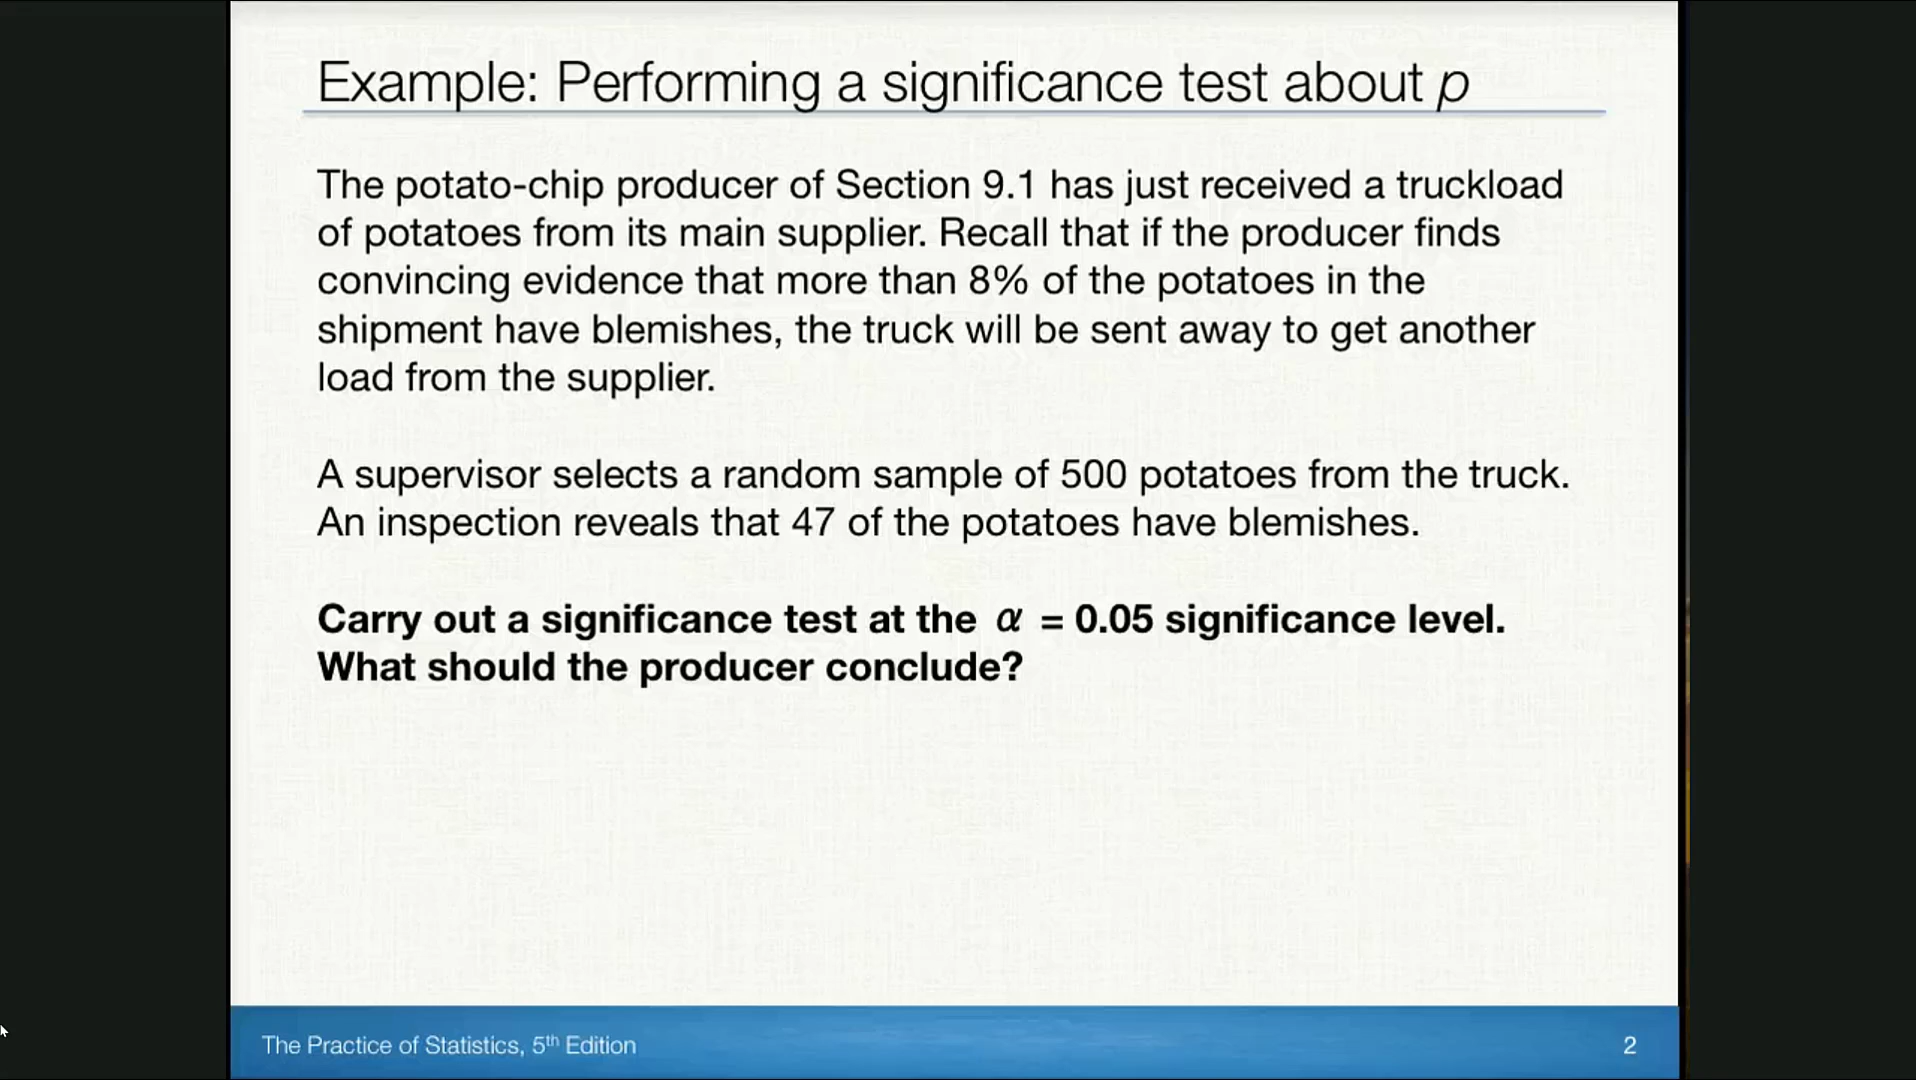 Example: Performing a significance test about p
The potato-chip producer of Section 9.1 has just received a truckload
of potatoes from its main supplier. Recall that if the producer finds
convincing evidence that more than 8% of the potatoes in the
shipment have blemishes, the truck will be sent away to get another
load from the supplier.
A supervisor selects a random sample of 500 potatoes from the truck.
An inspection reveals that 47 of the potatoes have blemishes.
Carry out a significance test at the α = 0.05 significance level.
What should the producer conclude?
The Practice of Statistics, 5th Edition
2